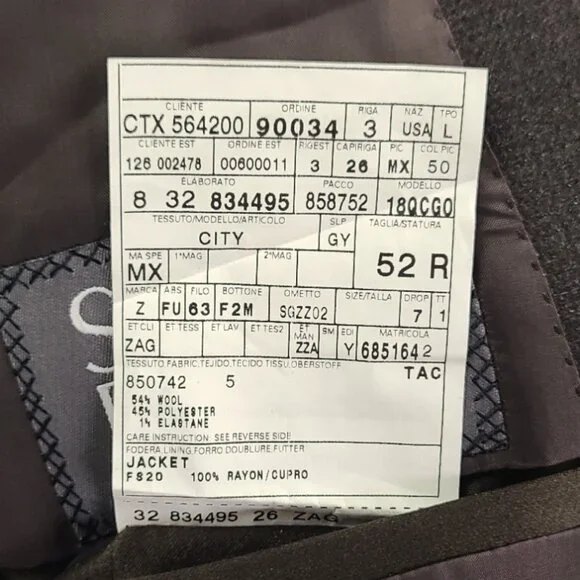 CLIENTE ORDINE RIGA NAZ TPO
CTX 564200 90034 3 USA L
CLIENTE EST ORDINE EST RIGEST CAPIRIGA PIC COL PIC
126 002478 00600011 3 26 MX 50
ELABORATO PACCO MODELLO
8 32 834495 858752 18QCG0
TESSUTO/MODELLO/ARTICOLO SLP TAGLIA/STATURA
CITY GY 52 R
MA SPE 1°MAG 2°MAG
MX
MARCA ABS FILO BOTTONE OMETTO SIZE/TALLA DROP TT
Z FU 63 F2M SGZZ02 7 1
ET CLI ET TESS ET LAV ET TES2 ET MAN SM EDI MATRICOLA
ZAG ZZA Y 685164 2
TESSUTO FABRIC,TEJIDO,TECIDO TISSU,OBERSTOFF TAC
850742 5
54% WOOL
45% POLYESTER
1% ELASTANE
CARE INSTRUCTION SEE REVERSE SIDE
FODERA LINING,FORRO DOUBLURE,FUTTER
JACKET
FS20 100% RAYON/CUPRO
32 834495 26 ZAG